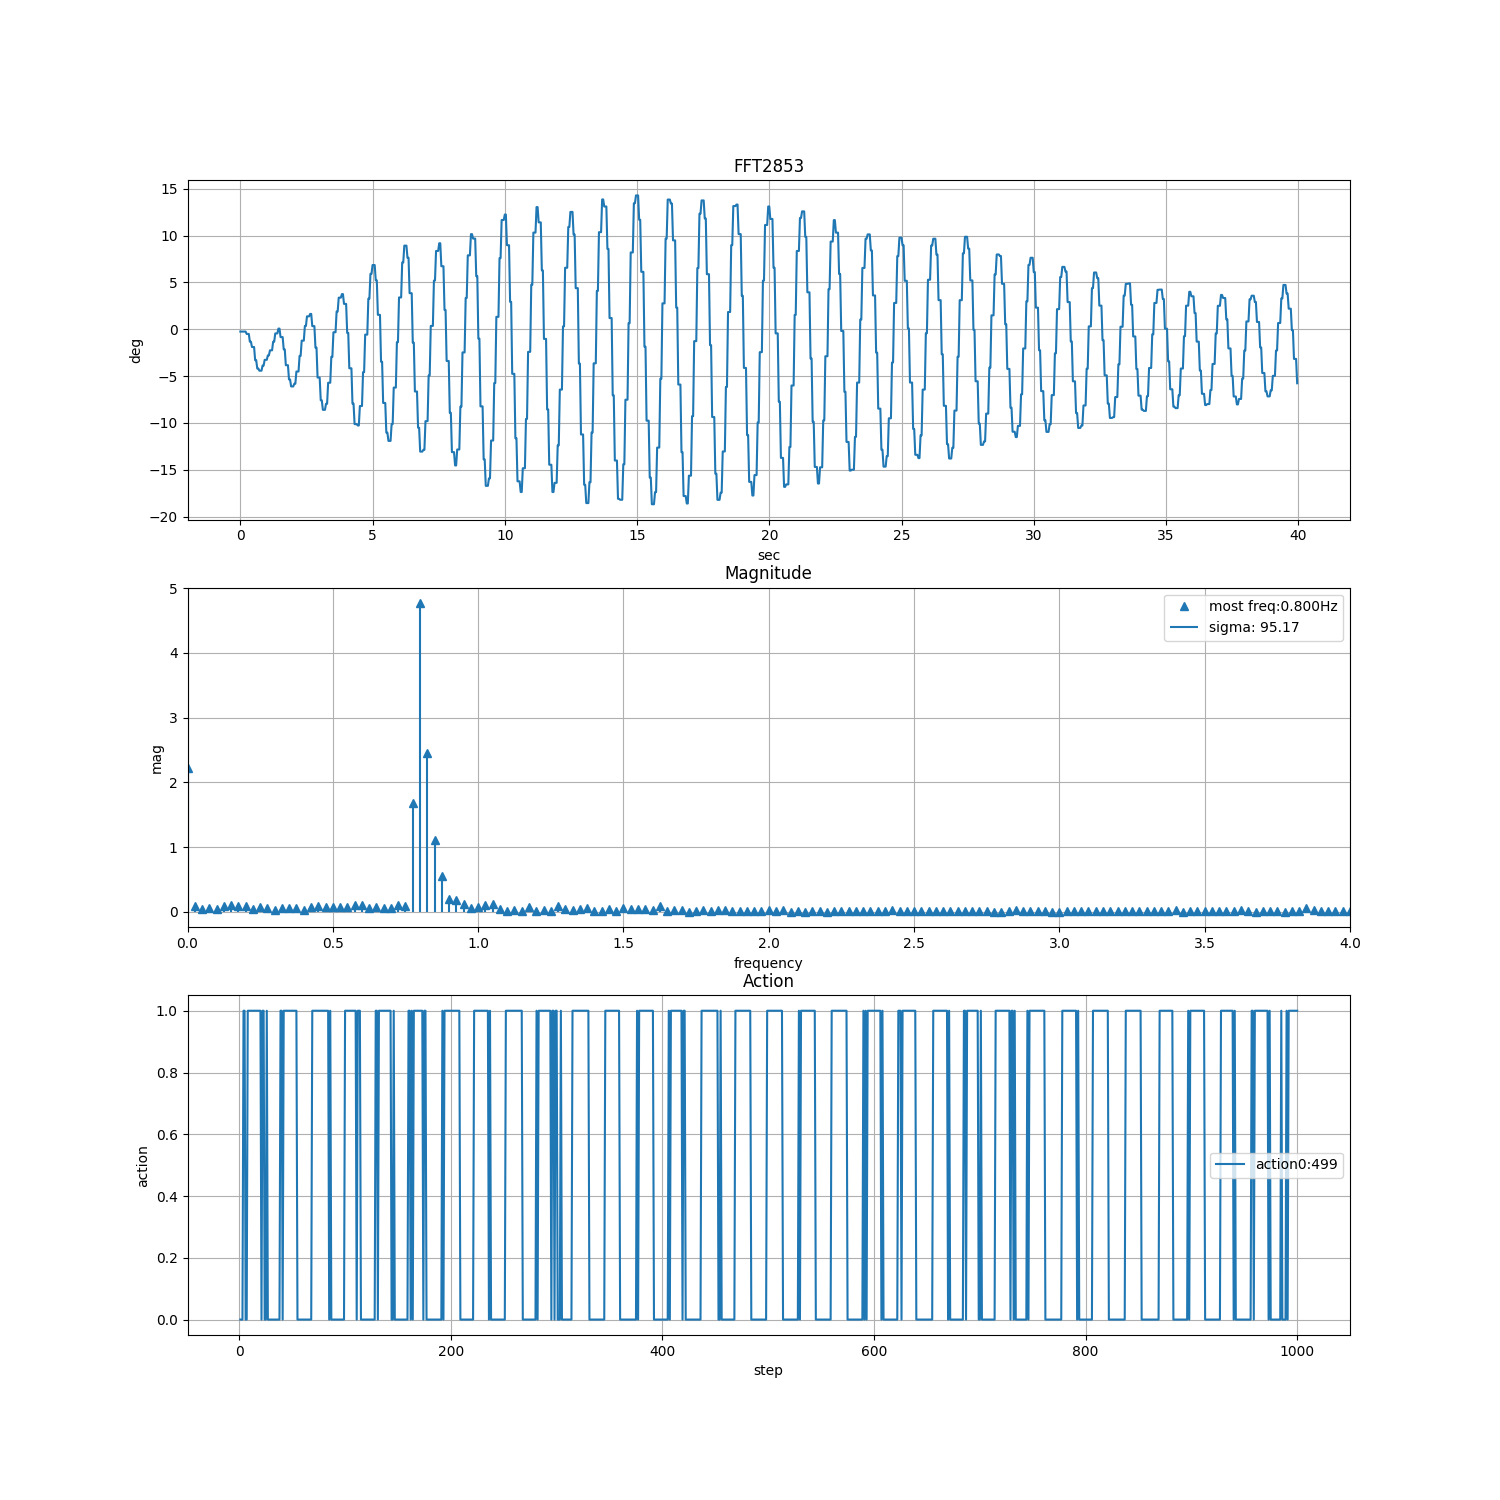 FFT2853
15
10
5
0
−5
−10
−15
−20
deg
0 5 10 15 20 25 30 35 40
sec
Magnitude
5
4
3
2
1
0
mag
most freq:0.800Hz
sigma: 95.17
0.0 0.5 1.0 1.5 2.0 2.5 3.0 3.5 4.0
frequency
Action
1.0
0.8
0.6
0.4
0.2
0.0
action
action0:499
0 200 400 600 800 1000
step